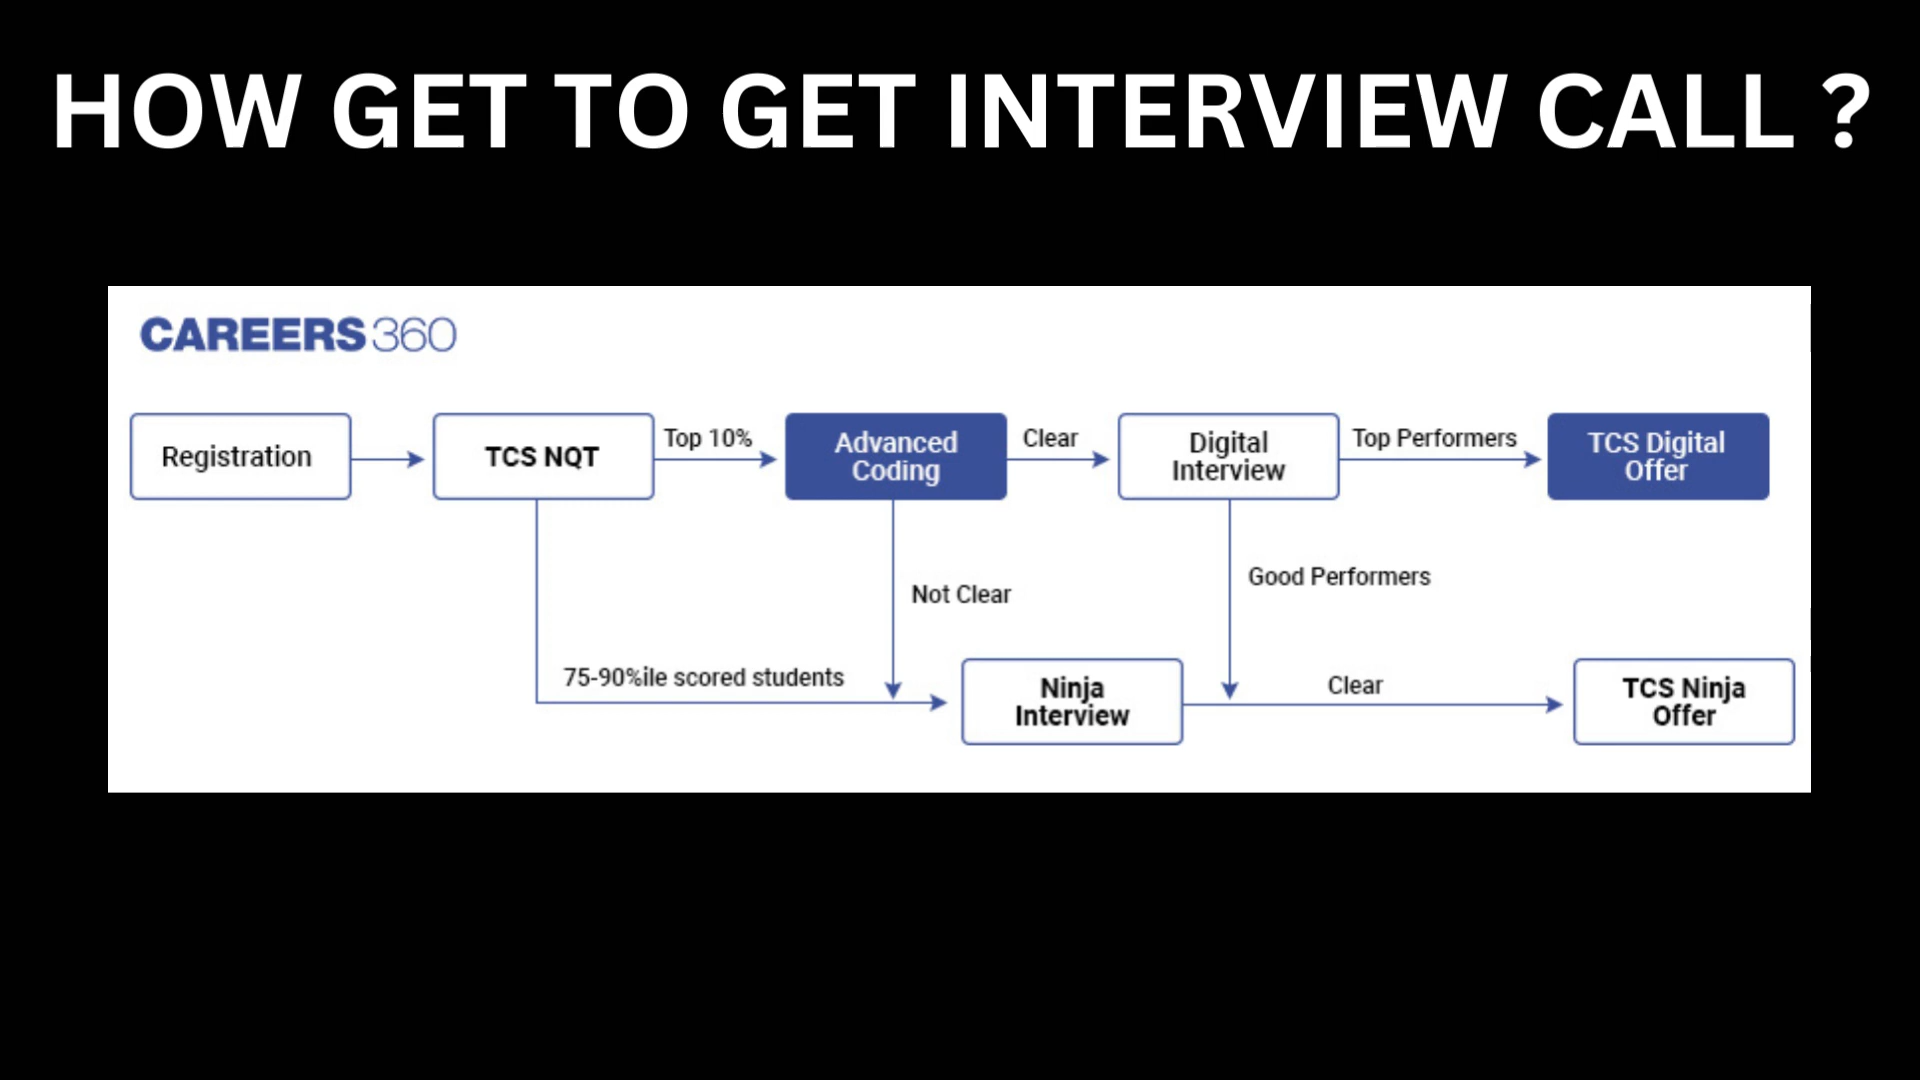 HOW GET TO GET INTERVIEW CALL ?
CAREERS360
Registration
TCS NQT
Top 10%
Advanced
Coding
Clear
Digital
Interview
Top Performers
TCS Digital
Offer
Not Clear
Good Performers
75-90%ile scored students
Ninja
Interview
Clear
TCS Ninja
Offer